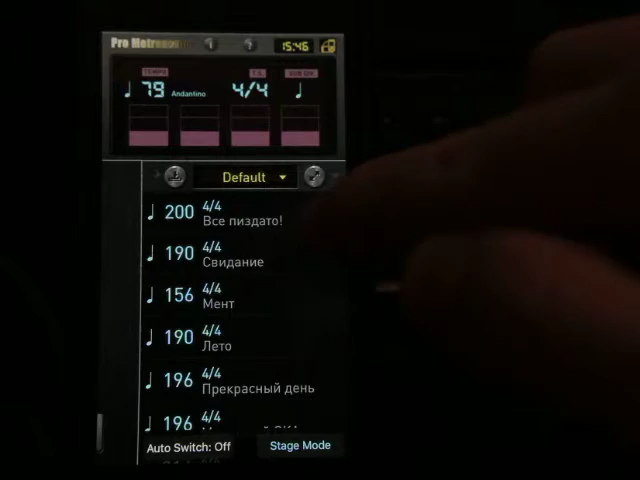 Pro Metronome
15:46
TEMPO
T.S.
79 Andantino 4/4
Default
200 4/4
Все пиздато!
190 4/4
Свидание
156 4/4
Мент
190 4/4
Лето
196 4/4
Прекрасный день
196 4/4
Auto Switch: Off
Stage Mode